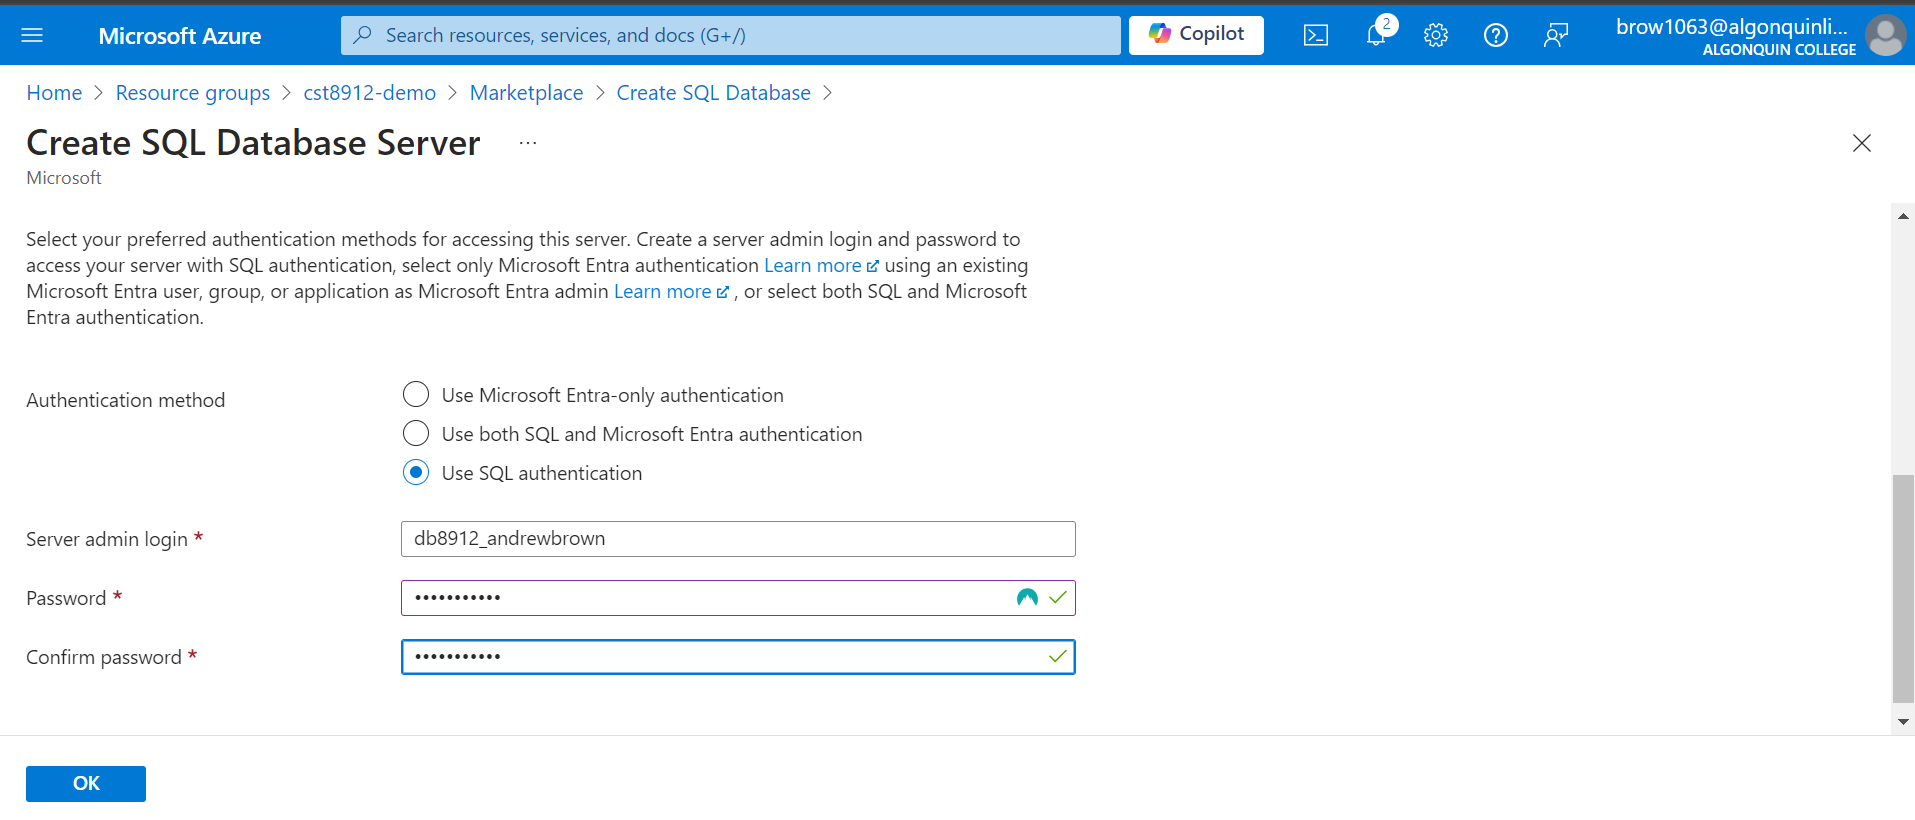 Microsoft Azure
Search resources, services, and docs (G+/)
Copilot
2
brow1063@algonquinli...
ALGONQUIN COLLEGE
Home > Resource groups > cst8912-demo > Marketplace > Create SQL Database >
Create SQL Database Server ...
Microsoft
Select your preferred authentication methods for accessing this server. Create a server admin login and password to
access your server with SQL authentication, select only Microsoft Entra authentication Learn more using an existing
Microsoft Entra user, group, or application as Microsoft Entra admin Learn more , or select both SQL and Microsoft
Entra authentication.
Authentication method
Use Microsoft Entra-only authentication
Use both SQL and Microsoft Entra authentication
Use SQL authentication
Server admin login *
db8912_andrewbrown
Password *
•••••••••••
Confirm password *
•••••••••••
OK